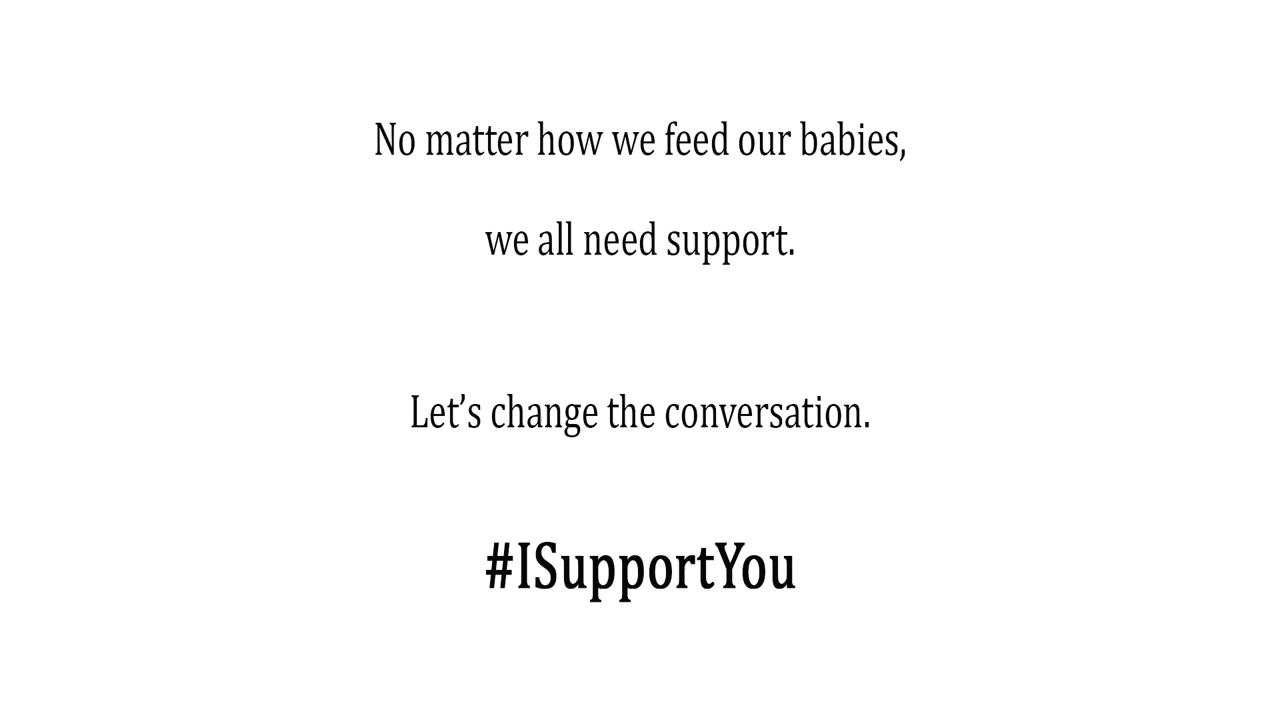 No matter how we feed our babies,
we all need support.
Let’s change the conversation.
#ISupportYou